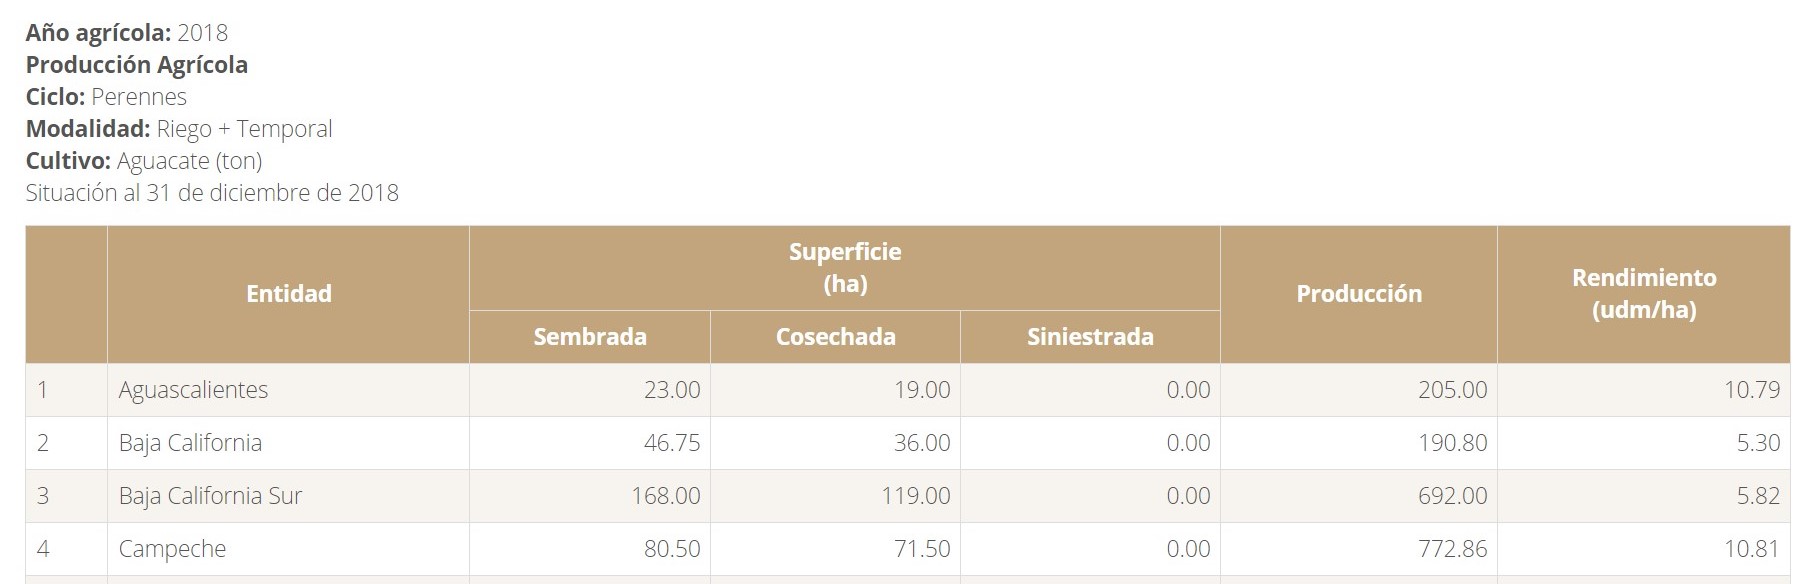 Año agrícola: 2018
Producción Agrícola
Ciclo: Perennes
Modalidad: Riego + Temporal
Cultivo: Aguacate (ton)
Situación al 31 de diciembre de 2018
Entidad Superficie (ha) Producción Rendimiento (udm/ha)
Sembrada Cosechada Siniestrada
1 Aguascalientes 23.00 19.00 0.00 205.00 10.79
2 Baja California 46.75 36.00 0.00 190.80 5.30
3 Baja California Sur 168.00 119.00 0.00 692.00 5.82
4 Campeche 80.50 71.50 0.00 772.86 10.81